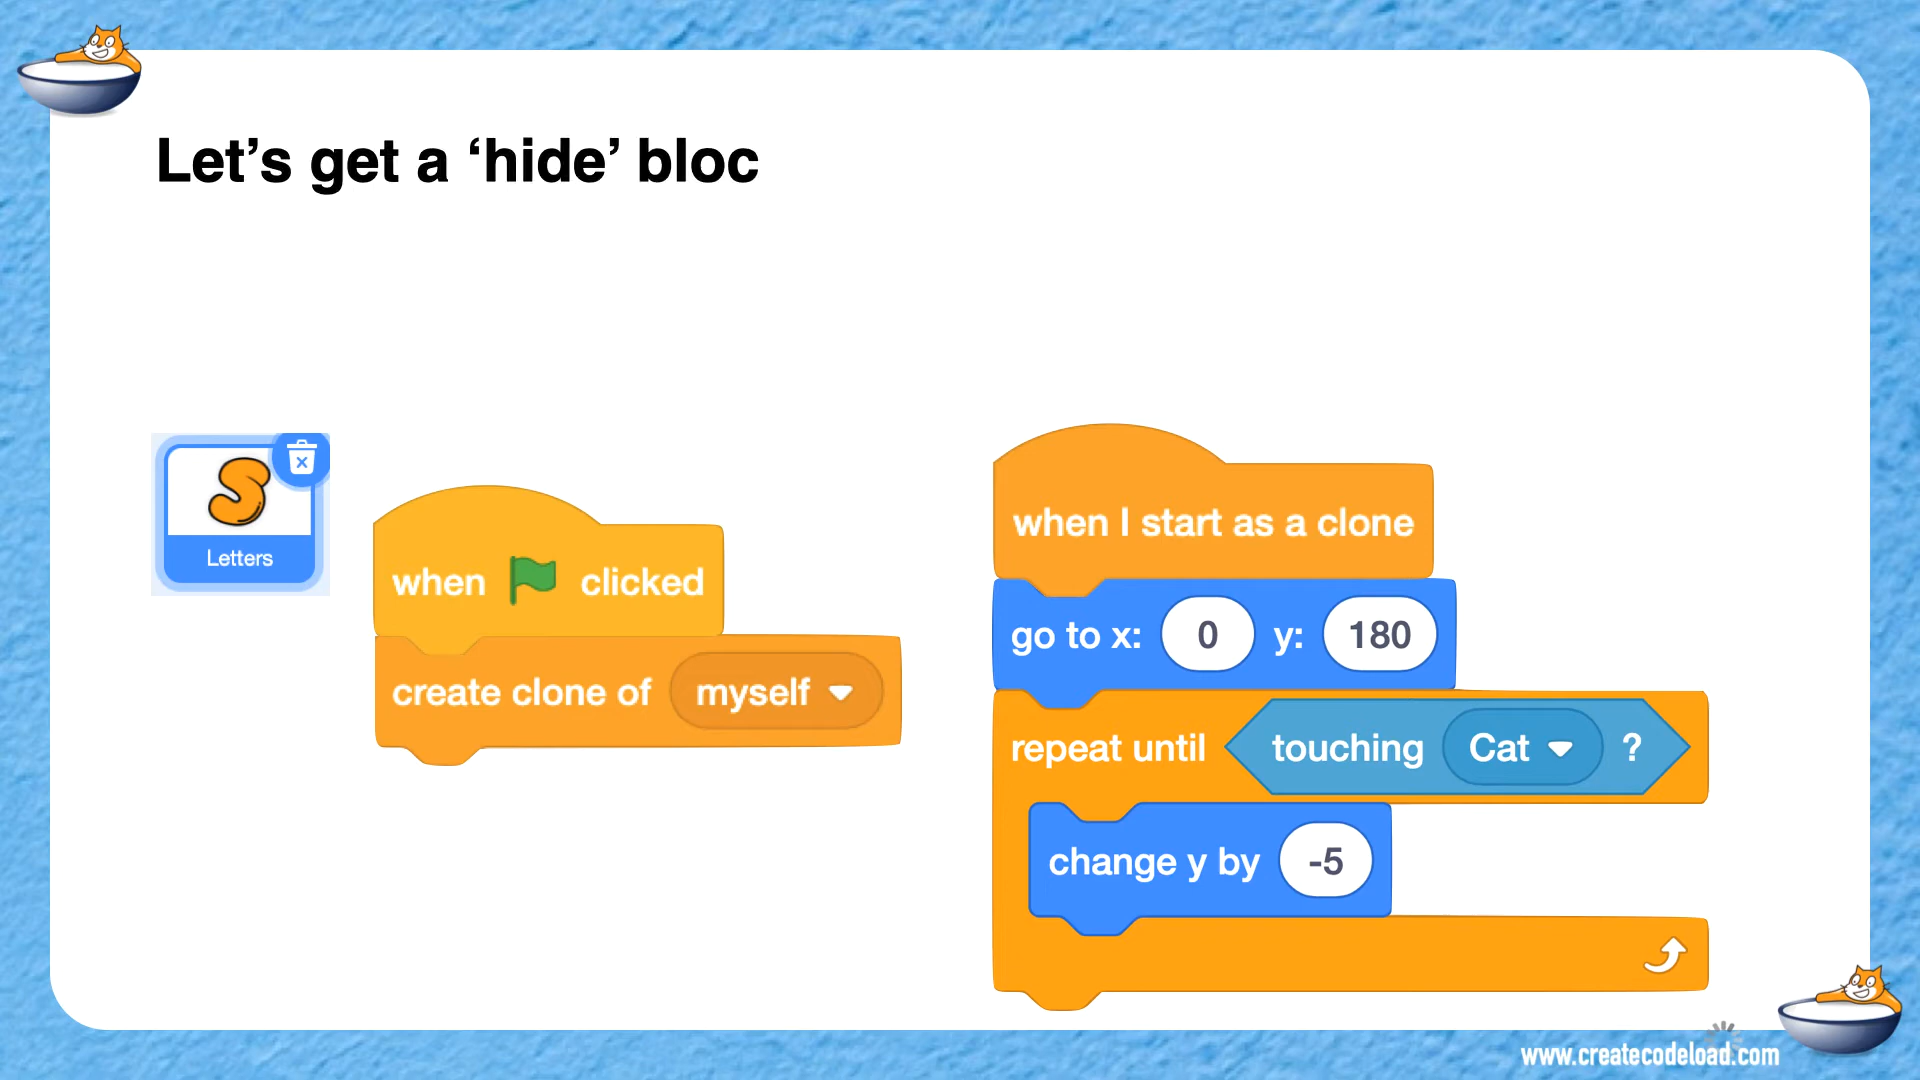 Let’s get a ‘hide’ bloc
Letters
when clicked
create clone of myself
when I start as a clone
go to x: 0 y: 180
repeat until touching Cat ?
change y by -5
www.createcodeload.com